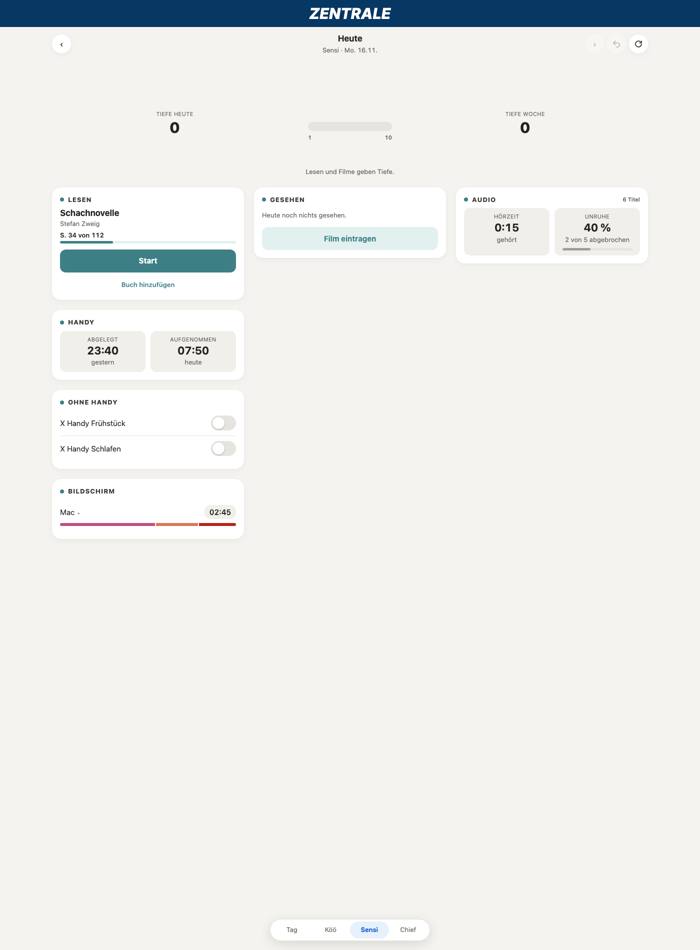 ZENTRALE
Heute
Sensi · Mo. 16.11.
TIEFE HEUTE
0
1
10
TIEFE WOCHE
0
Lesen und Filme geben Tiefe.
LESEN
Schachnovelle
Stefan Zweig
S. 34 von 112
Start
Buch hinzufügen
HANDY
ABGELEGT
23:40
gestern
AUFGENOMMEN
07:50
heute
OHNE HANDY
X Handy Frühstück
X Handy Schlafen
BILDSCHIRM
Mac
02:45
GESEHEN
Heute noch nichts gesehen.
Film eintragen
AUDIO
6 Titel
HÖRZEIT
0:15
gehört
UNRUHE
40 %
2 von 5 abgebrochen
Tag
Köö
Sensi
Chief